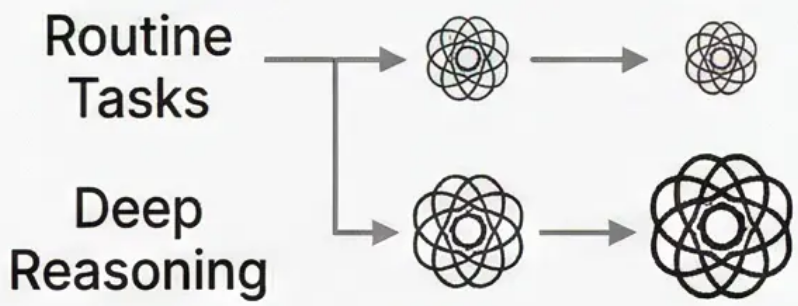 Routine
Tasks
Deep
Reasoning